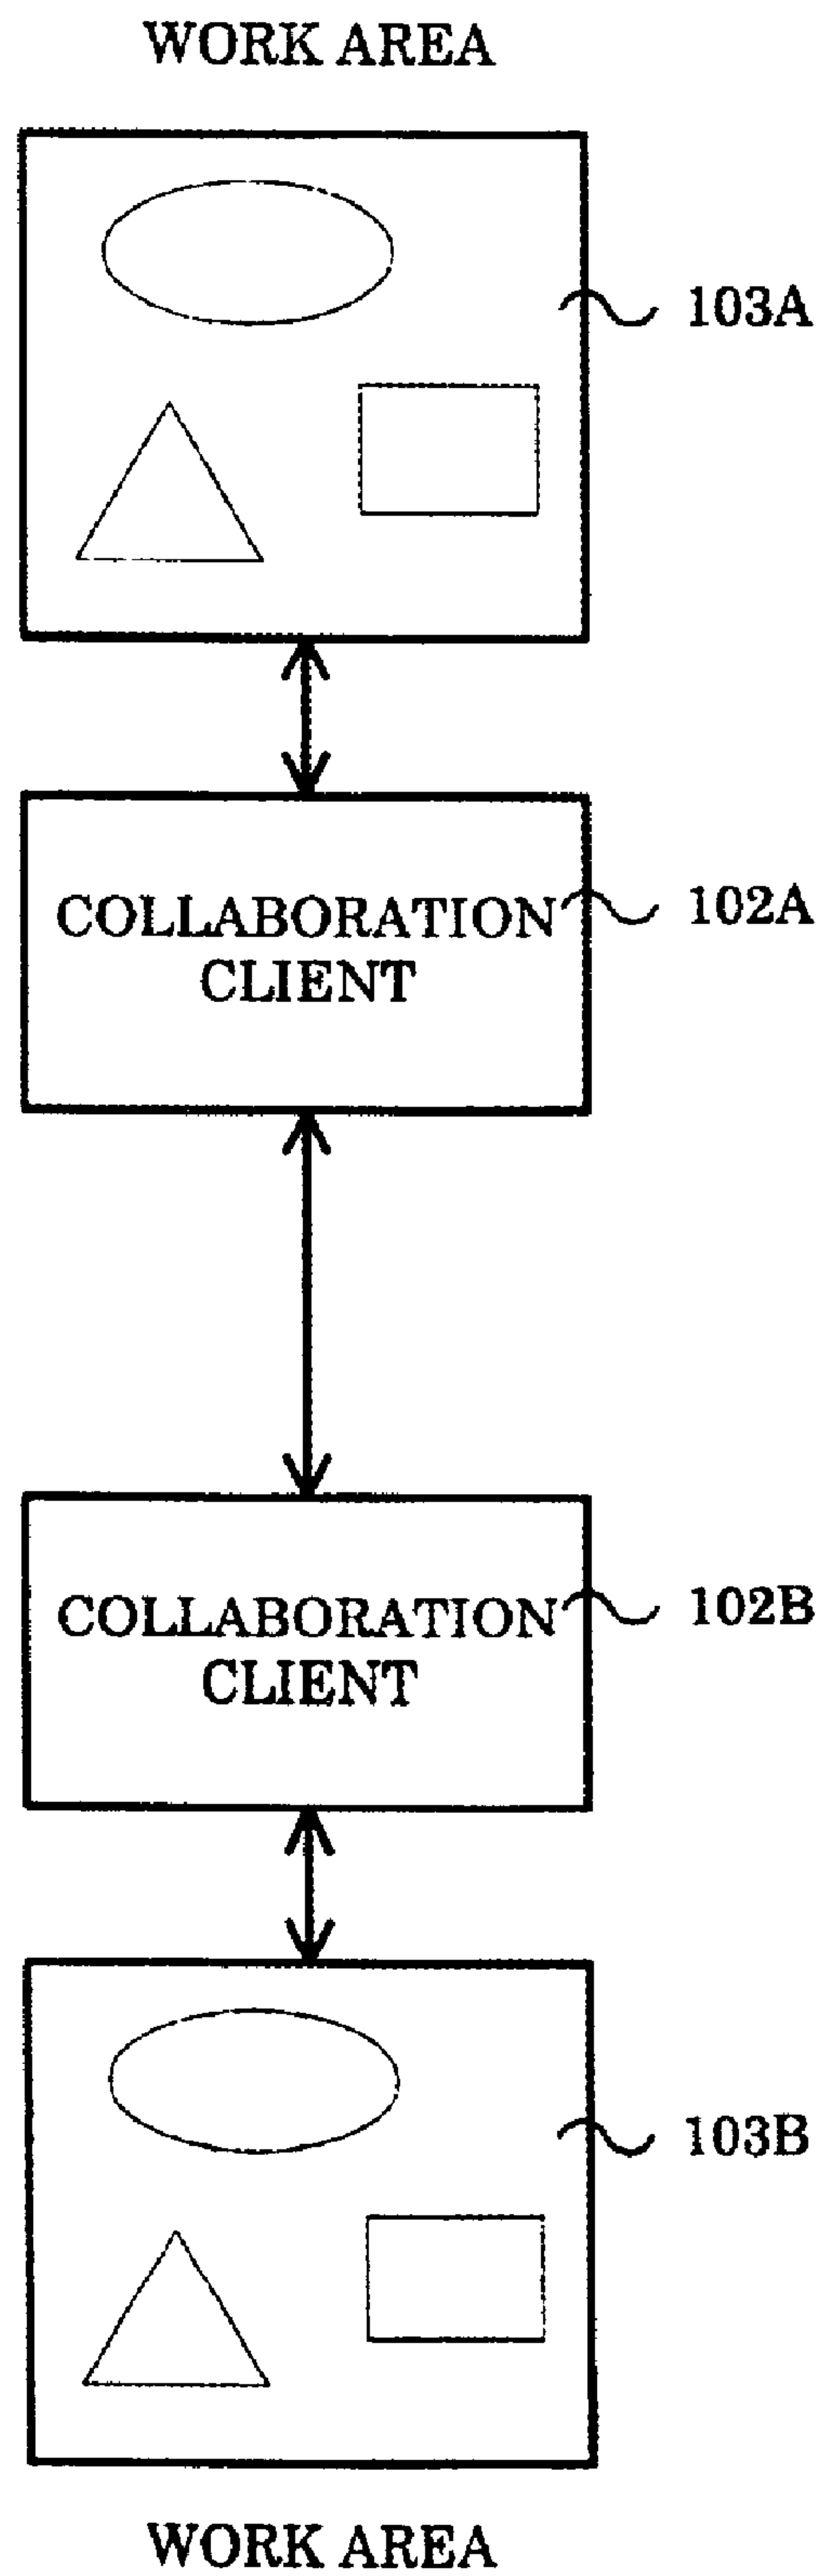 WORK AREA
103A
COLLABORATION
CLIENT
102A
COLLABORATION
CLIENT
102B
103B
WORK AREA